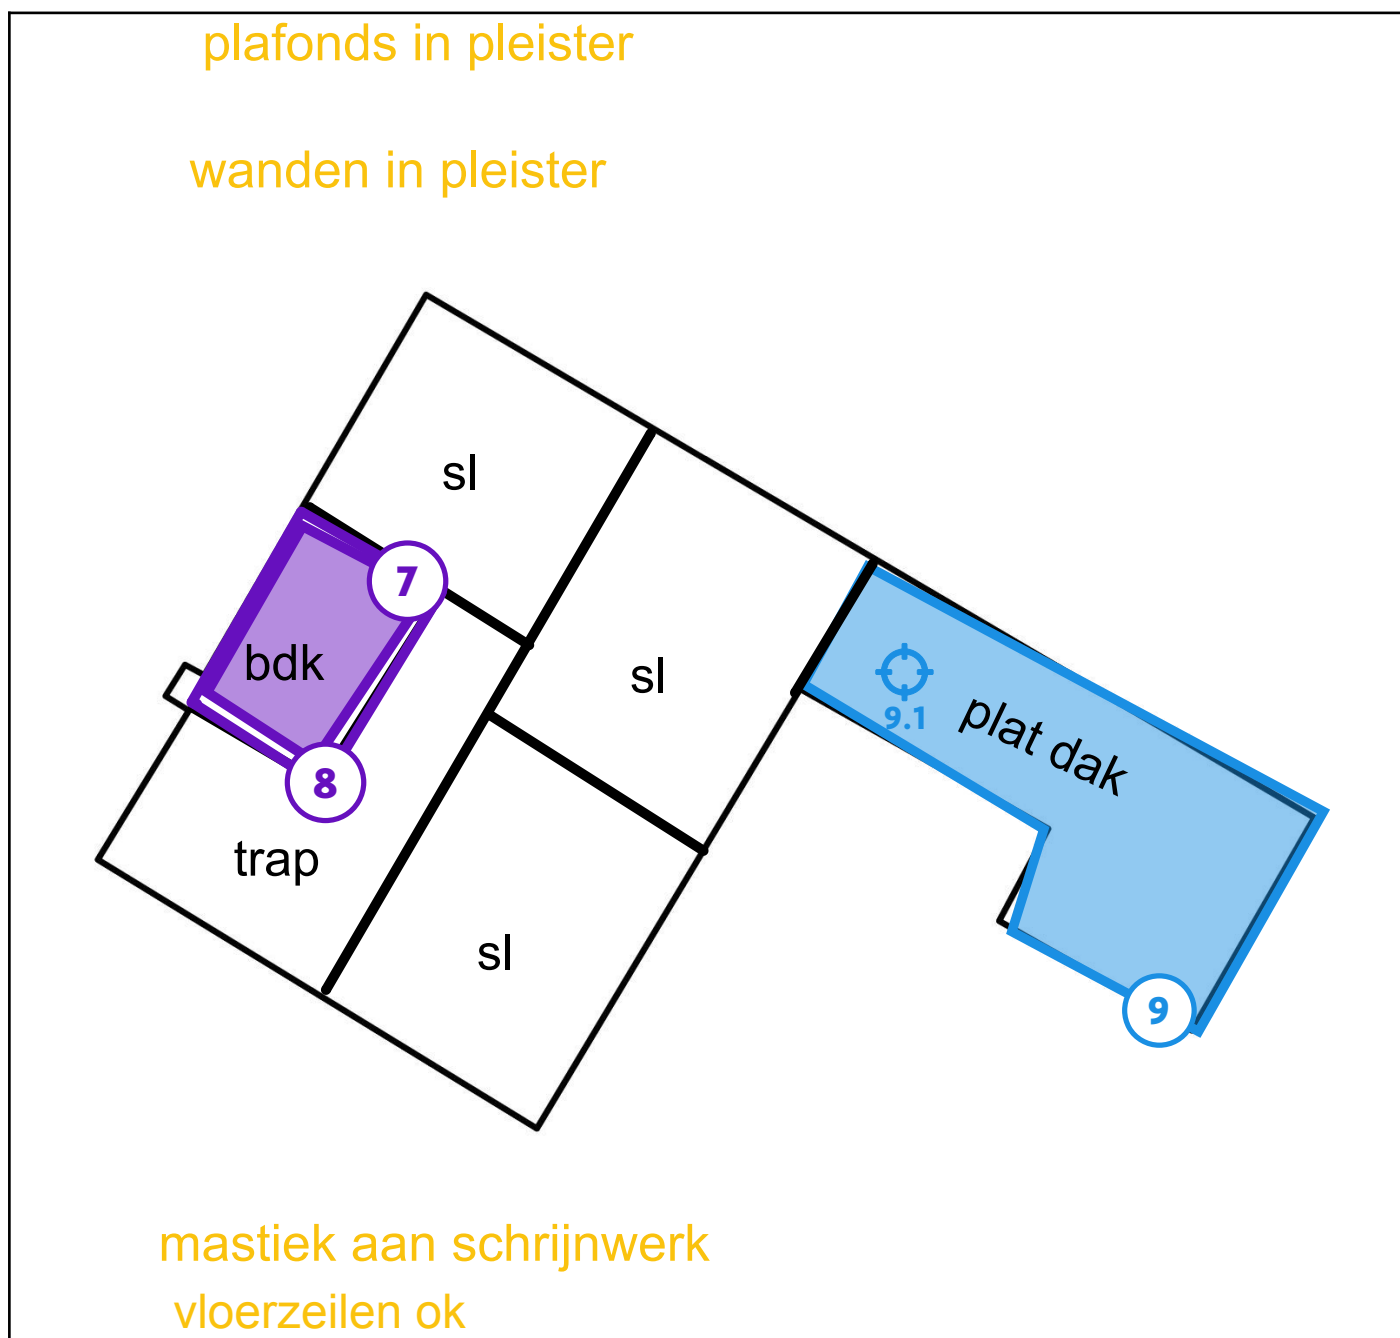 plafonds in pleister
wanden in pleister
sl
7
bdk
sl
9.1
plat dak
8
trap
sl
9
mastiek aan schrijnwerk
vloerzeilen ok